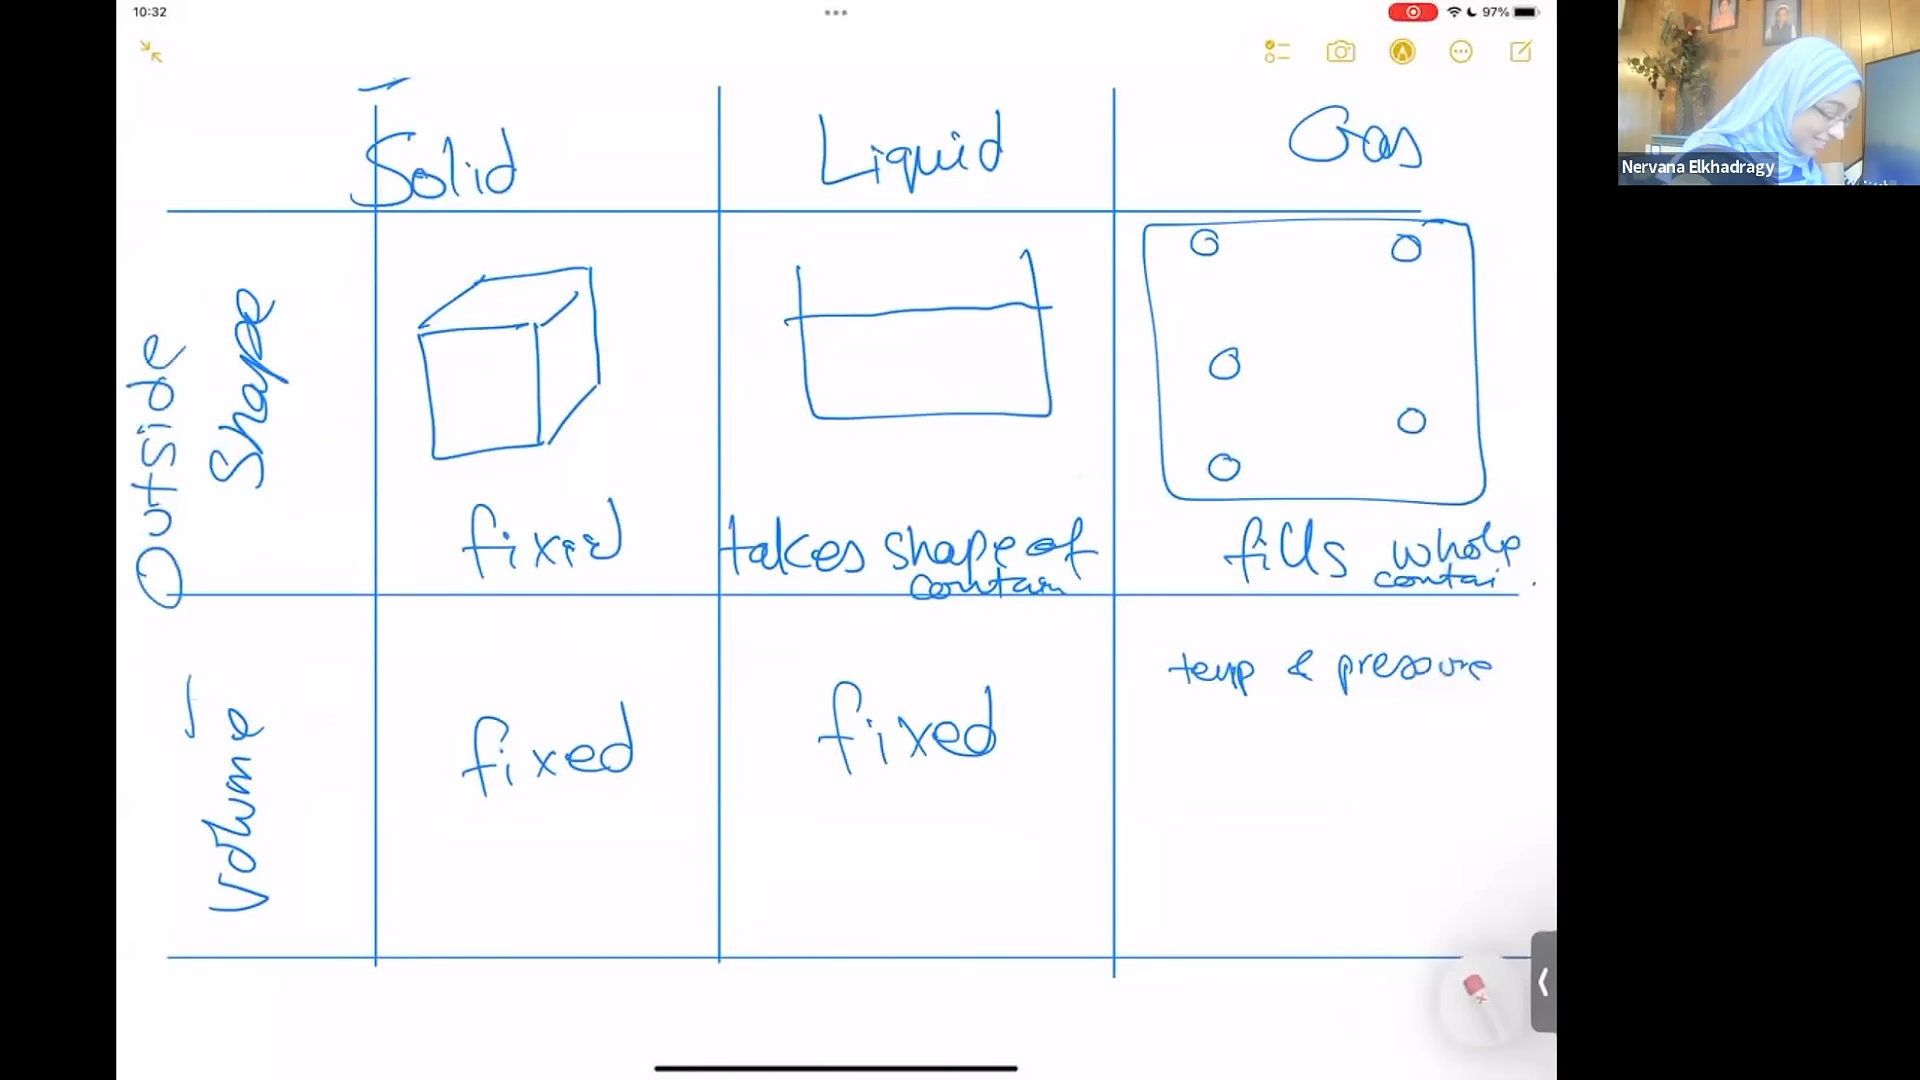 10:32
97%
Solid
Liquid
Gas
Outside
Shape
fixed
takes shape of
contain
fills whole
contai.
Volume
fixed
fixed
temp & pressure
Nervana Elkhadragy